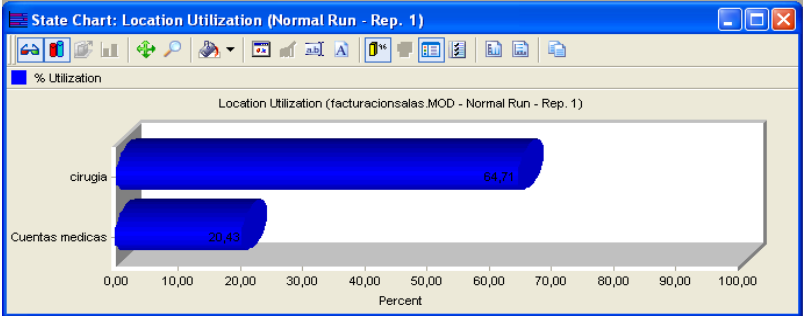 State Chart: Location Utilization (Normal Run - Rep. 1)
% Utilization
Location Utilization (facturacionsalas.MOD - Normal Run - Rep. 1)
cirugia
64,71
Cuentas medicas
20,43
0,00 10,00 20,00 30,00 40,00 50,00 60,00 70,00 80,00 90,00 100,00
Percent